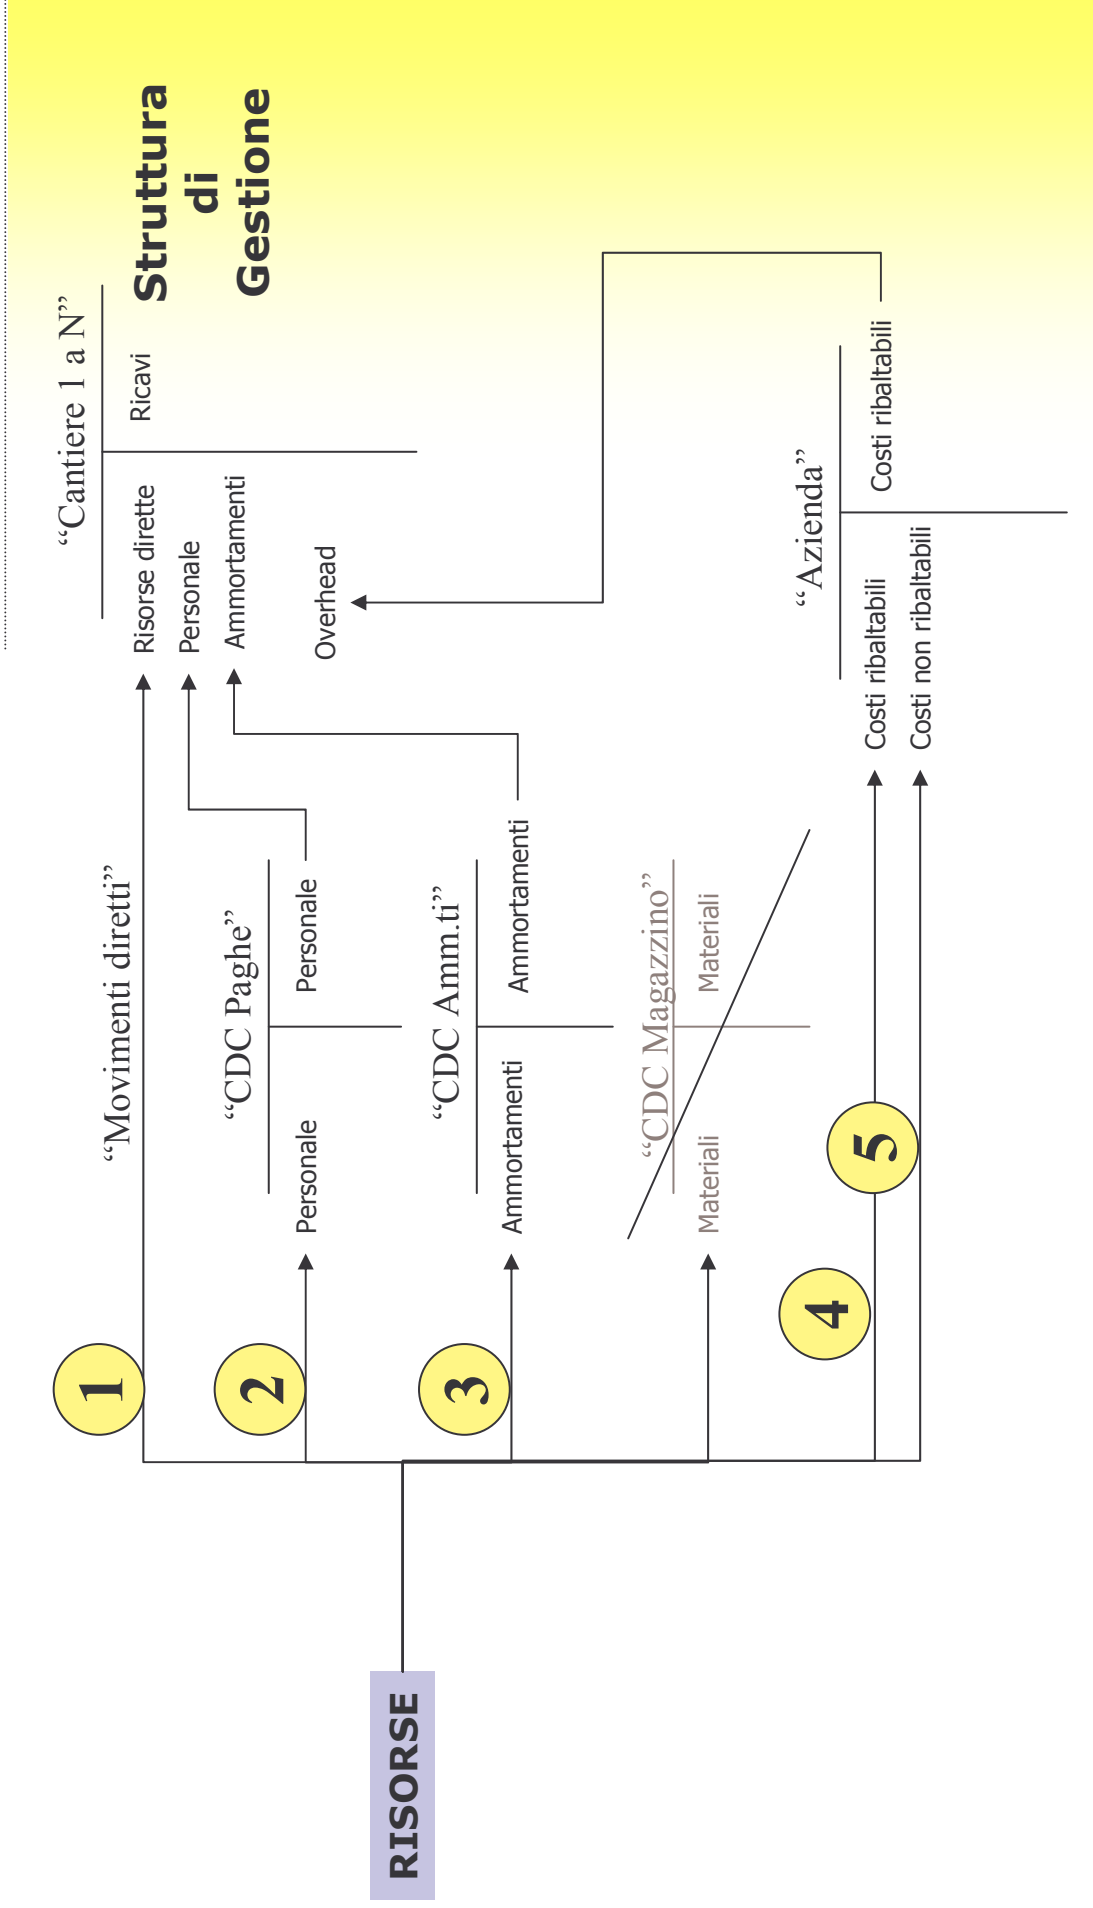 Struttura
di
Gestione
“Cantiere 1 a N”
Risorse dirette
Ricavi
Personale
Ammortamenti
Overhead
“Movimenti diretti”
1
“CDC Paghe”
2
Personale
Personale
“CDC Amm.ti”
3
Ammortamenti
Ammortamenti
“CDC Magazzino”
Materiali
Materiali
RISORSE
“Azienda”
4
5
Costi ribaltabili
Costi ribaltabili
Costi non ribaltabili